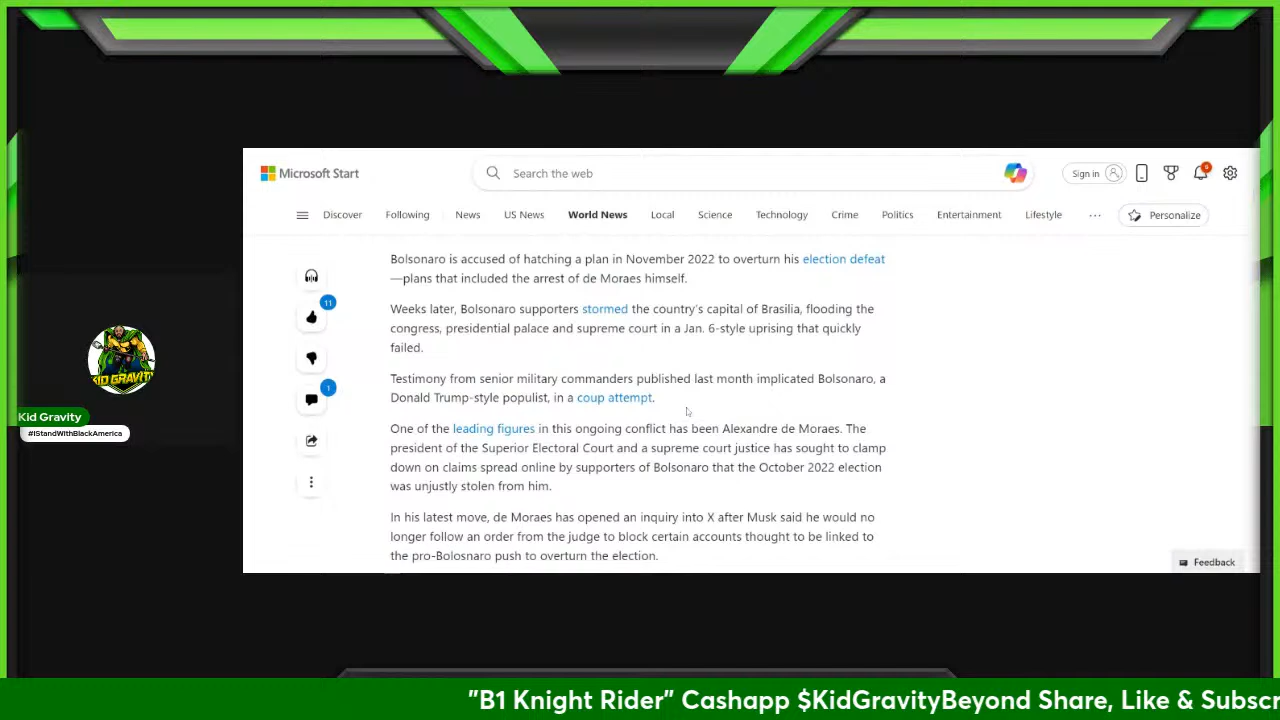 Microsoft Start
Search the web
Sign in
6
Discover
Following
News
US News
World News
Local
Science
Technology
Crime
Politics
Entertainment
Lifestyle
Personalize
Bolsonaro is accused of hatching a plan in November 2022 to overturn his election defeat
—plans that included the arrest of de Moraes himself.
11
Weeks later, Bolsonaro supporters stormed the country's capital of Brasilia, flooding the
congress, presidential palace and supreme court in a Jan. 6-style uprising that quickly
failed.
Testimony from senior military commanders published last month implicated Bolsonaro, a
Donald Trump-style populist, in a coup attempt.
1
One of the leading figures in this ongoing conflict has been Alexandre de Moraes. The
president of the Superior Electoral Court and a supreme court justice has sought to clamp
down on claims spread online by supporters of Bolsonaro that the October 2022 election
was unjustly stolen from him.
In his latest move, de Moraes has opened an inquiry into X after Musk said he would no
longer follow an order from the judge to block certain accounts thought to be linked to
the pro-Bolosnaro push to overturn the election.
Feedback
KID GRAVITY
Kid Gravity
#IStandWithBlackAmerica
"B1 Knight Rider" Cashapp $KidGravityBeyond Share, Like & Subscr